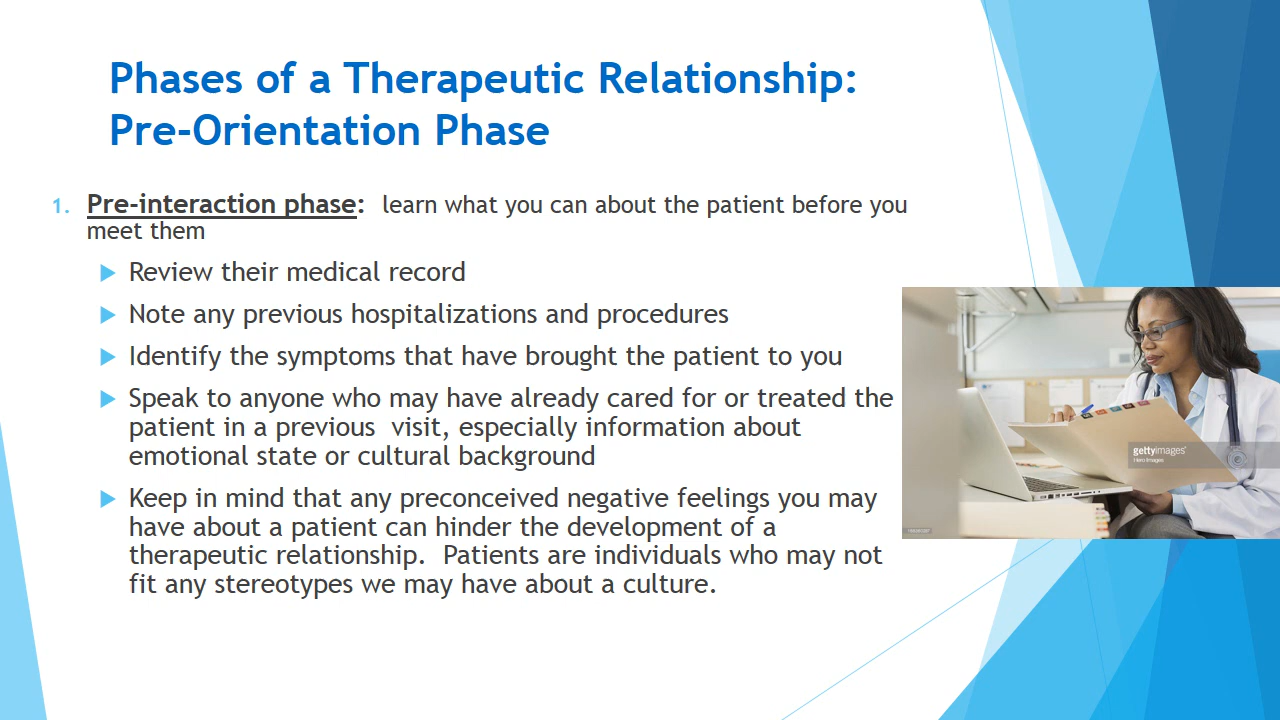 Phases of a Therapeutic Relationship:
Pre-Orientation Phase
1. Pre-interaction phase:  learn what you can about the patient before you
meet them
Review their medical record
Note any previous hospitalizations and procedures
Identify the symptoms that have brought the patient to you
Speak to anyone who may have already cared for or treated the
patient in a previous  visit, especially information about
emotional state or cultural background
Keep in mind that any preconceived negative feelings you may
have about a patient can hinder the development of a
therapeutic relationship.  Patients are individuals who may not
fit any stereotypes we may have about a culture.
gettyimages
Hero Images